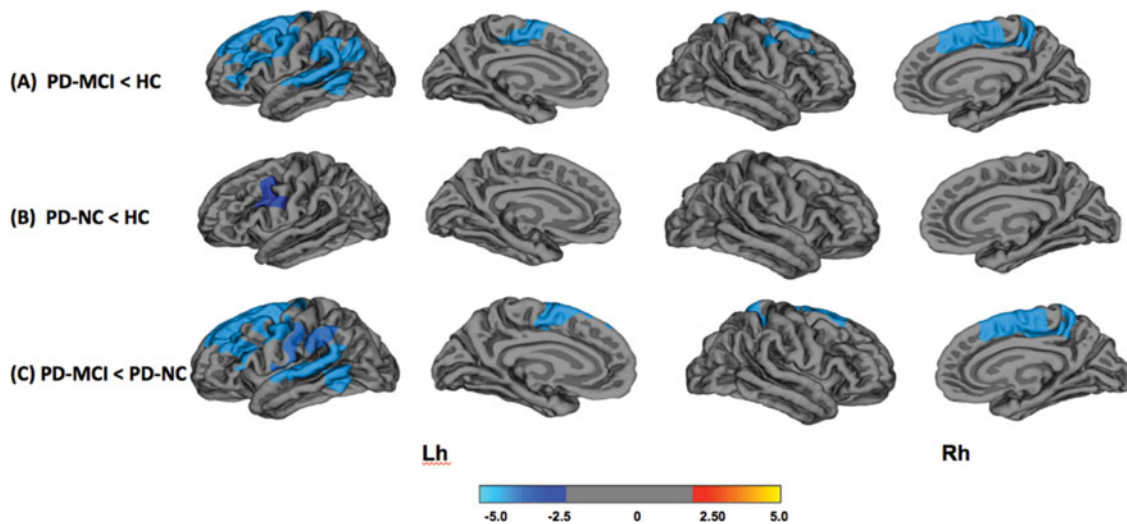 (A) PD-MCI < HC
(B) PD-NC < HC
(C) PD-MCI < PD-NC
Lh Rh
-5.0 -2.5 0 2.50 5.0